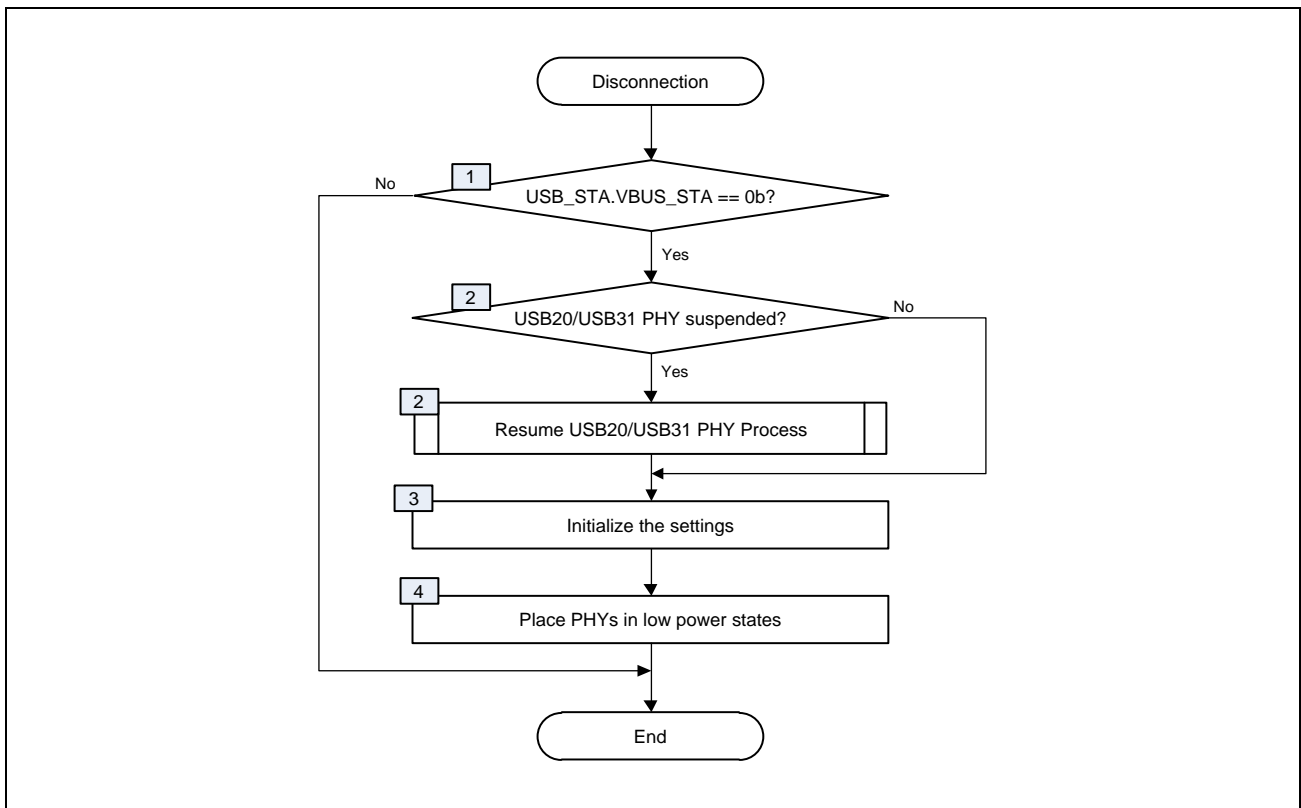 Disconnection
1
No
USB_STA.VBUS_STA == 0b?
Yes
2
No
USB20/USB31 PHY suspended?
Yes
2
Resume USB20/USB31 PHY Process
3
Initialize the settings
4
Place PHYs in low power states
End